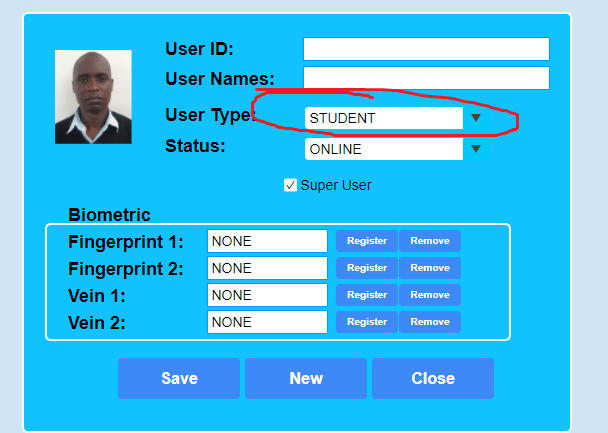 User ID:
User Names:
User Type: STUDENT
Status: ONLINE
Super User
Biometric
Fingerprint 1: NONE Register Remove
Fingerprint 2: NONE Register Remove
Vein 1: NONE Register Remove
Vein 2: NONE Register Remove
Save New Close